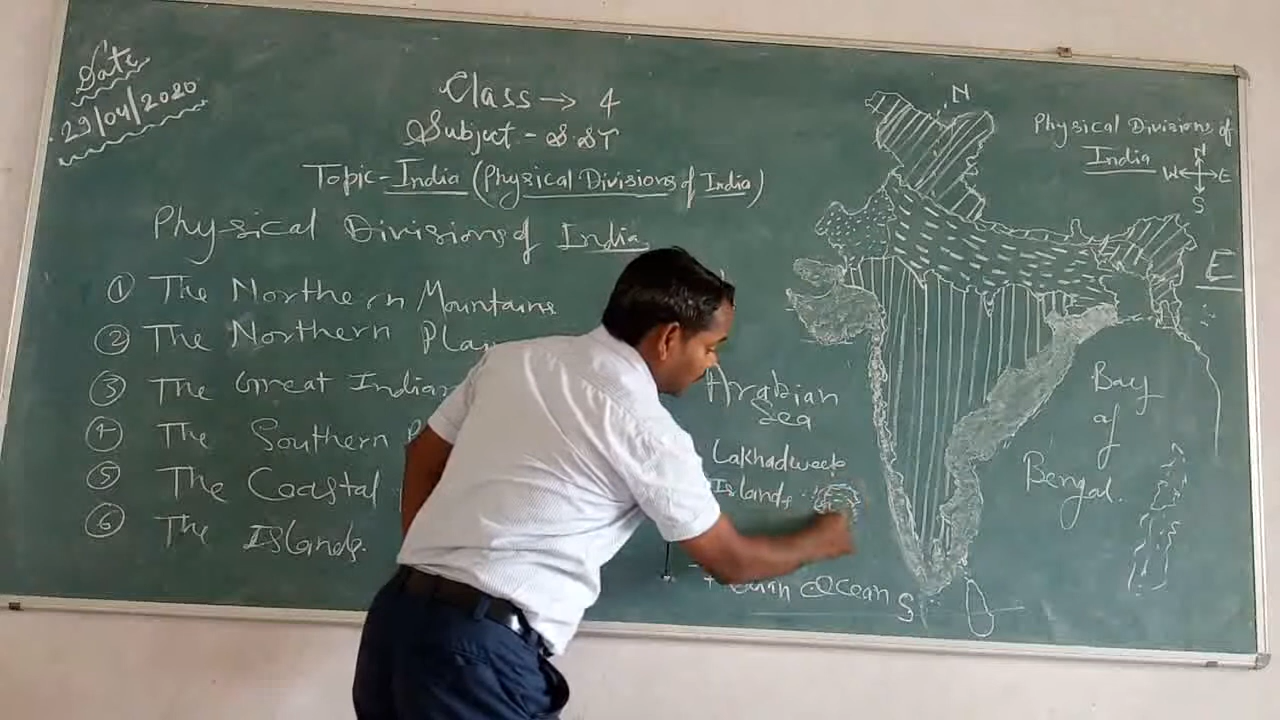 Date
29/04/2020
Class → 4
Subject - S.ST
Topic - India (Physical Divisions of India)
Physical Divisions of India
① The Northern Mountains
② The Northern
③ The Great Indian
④ The Southern
⑤ The Coastal
⑥ The Islands.
N
Physical Divisions of
India
N
W E
S
E
Arabian
Sea
Lakhadweep
Islands
Bay
of
Bengal.
Ocean
S